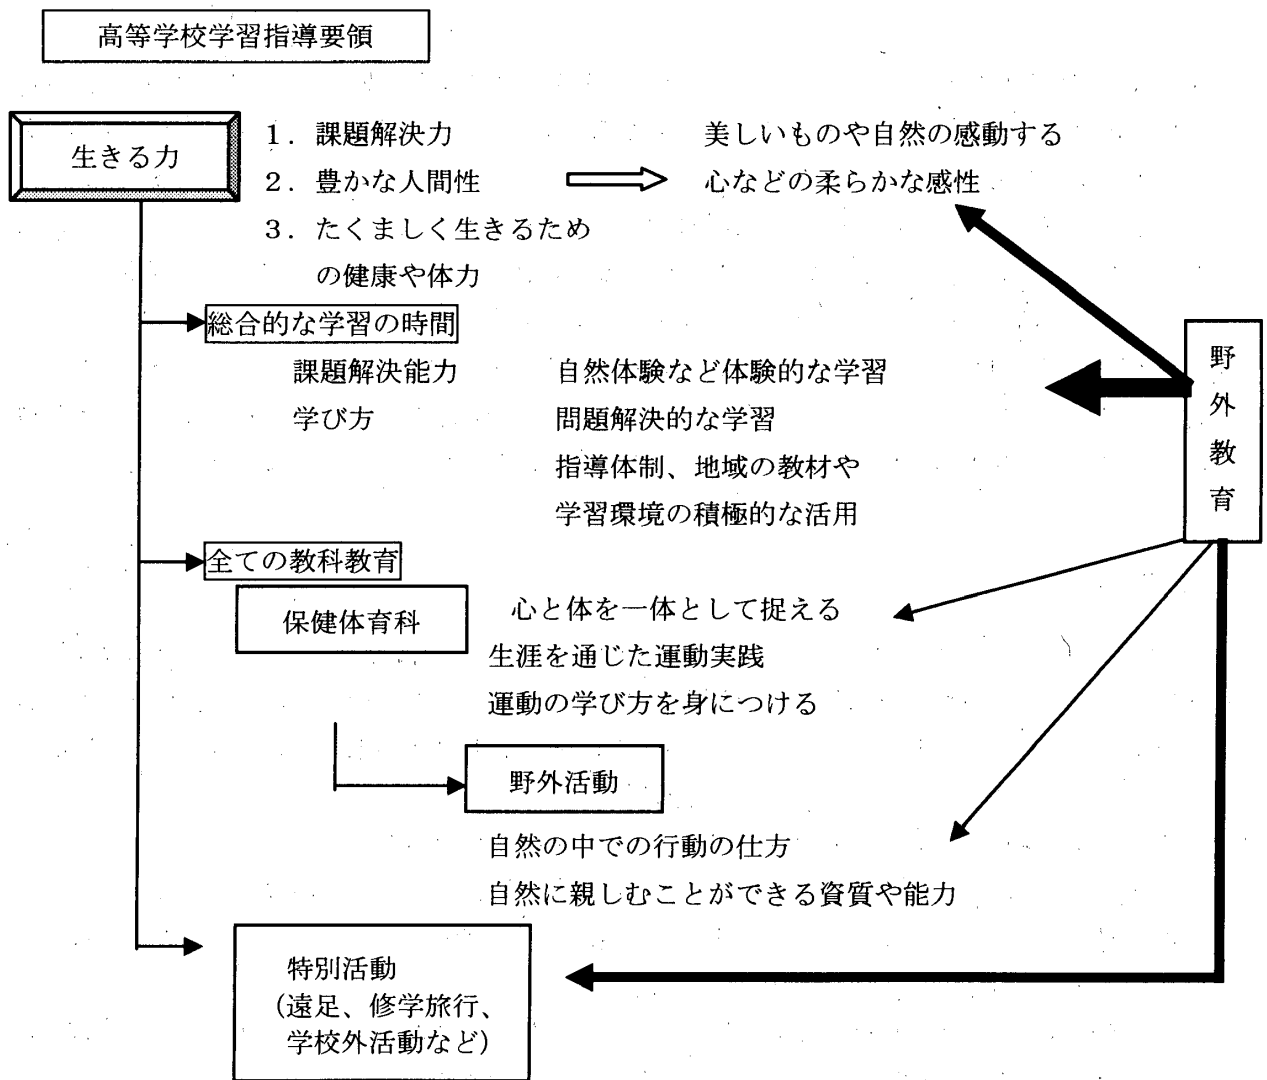 高等学校学習指導要領
生きる力
1．課題解決力
2．豊かな人間性
3．たくましく生きるため
の健康や体力
美しいものや自然の感動する
心などの柔らかな感性
総合的な学習の時間
課題解決能力
学び方
自然体験など体験的な学習
問題解決的な学習
指導体制、地域の教材や
学習環境の積極的な活用
野外教育
全ての教科教育
保健体育科
心と体を一体として捉える
生涯を通じた運動実践
運動の学び方を身につける
野外活動
自然の中での行動の仕方
自然に親しむことができる資質や能力
特別活動
(遠足、修学旅行、
学校外活動など)